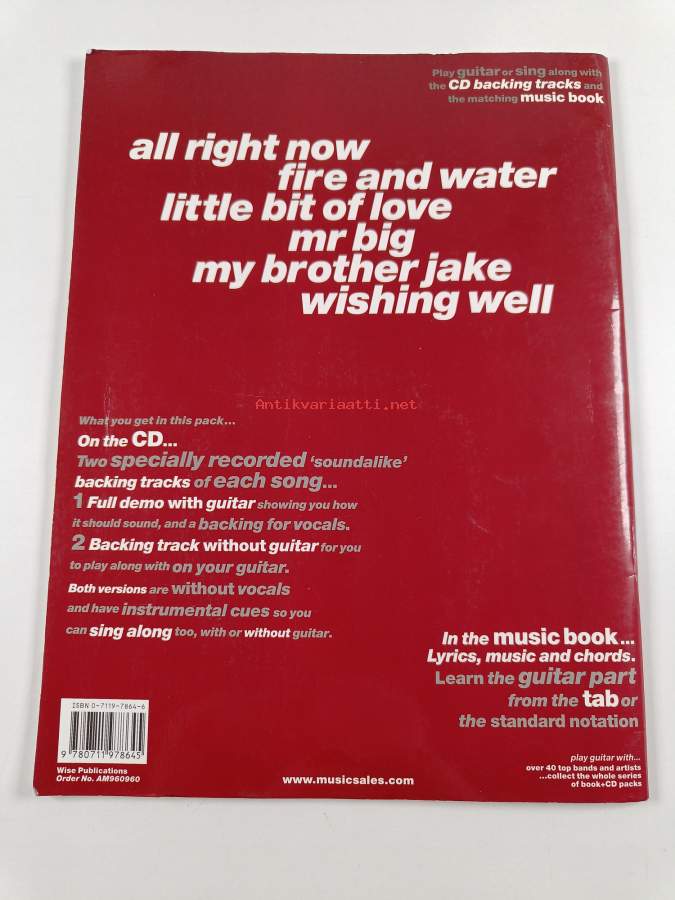 Play guitar or sing along with
the CD backing tracks and
the matching music book
all right now
fire and water
little bit of love
mr big
my brother jake
wishing well
Antikvariaatti.net
What you get in this pack...
On the CD...
Two specially recorded 'soundalike'
backing tracks of each song...
1 Full demo with guitar showing you how
it should sound, and a backing for vocals.
2 Backing track without guitar for you
to play along with on your guitar.
Both versions are without vocals
and have instrumental cues so you
can sing along too, with or without guitar.
In the music book...
Lyrics, music and chords.
Learn the guitar part
from the tab or
the standard notation
ISBN 0-7119-7864-6
9 780711 978645
Wise Publications
Order No. AM960960
www.musicsales.com
play guitar with...
over 40 top bands and artists
...collect the whole series
of book+CD packs